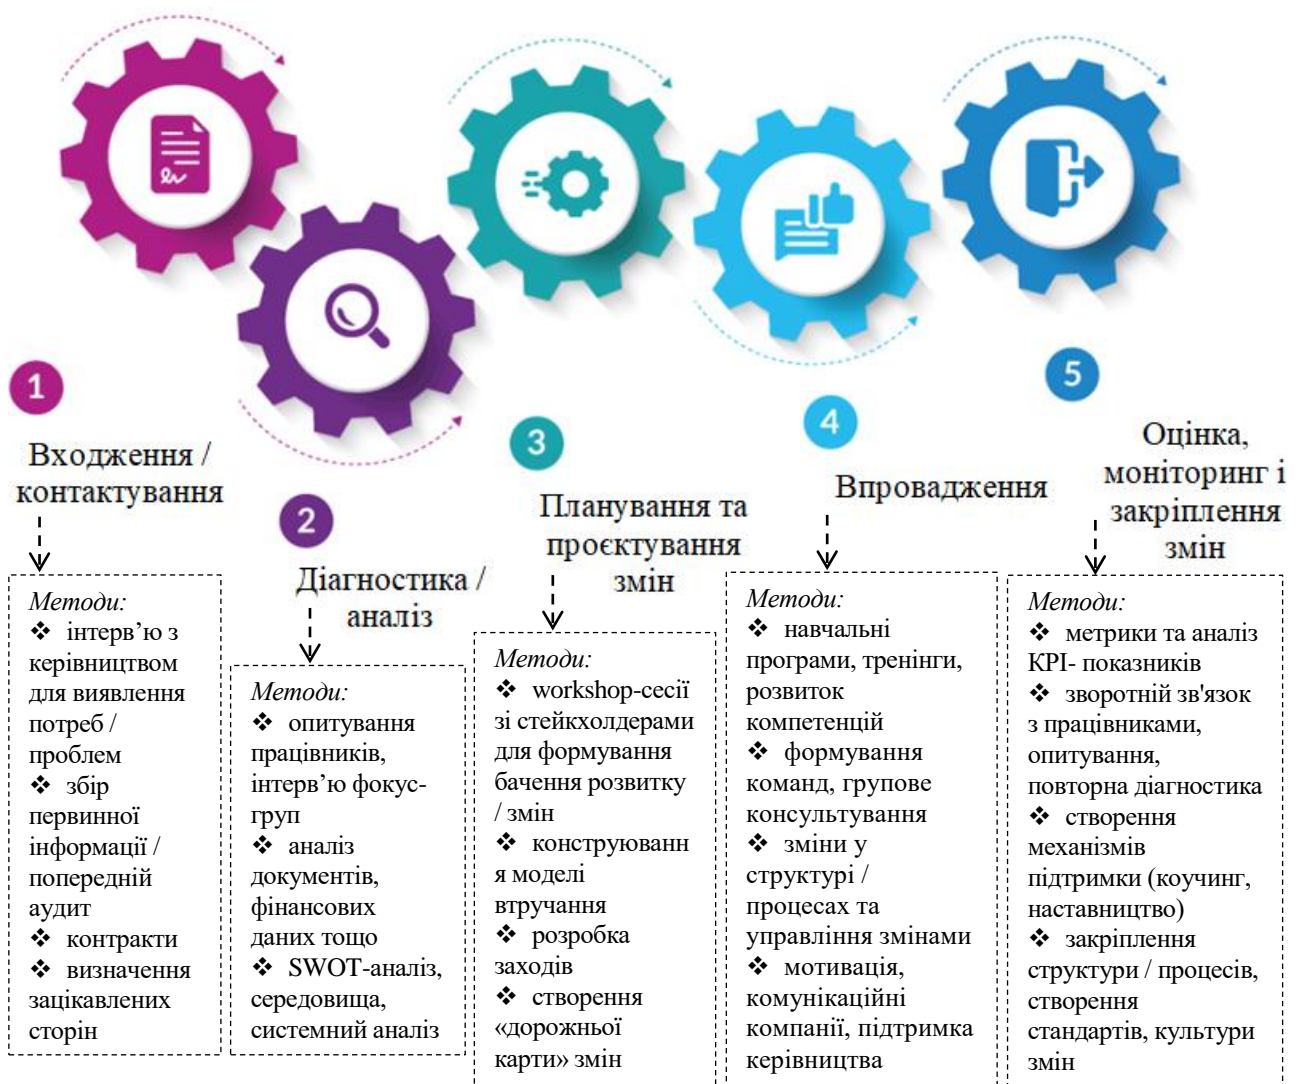 1
Входження /
контактування
Методи:
❖ інтерв’ю з
керівництвом
для виявлення
потреб /
проблем
❖ збір
первинної
інформації /
попередній
аудит
❖ контракти
❖ визначення
зацікавлених
сторін
2
Діагностика /
аналіз
Методи:
❖ опитування
працівників,
інтерв’ю фокус-
груп
❖ аналіз
документів,
фінансових
даних тощо
❖ SWOT-аналіз,
середовища,
системний аналіз
3
Планування та
проєктування
змін
Методи:
❖ workshop-сесії
зі стейкхолдерами
для формування
бачення розвитку
/ змін
❖ конструюванн
я моделі
втручання
❖ розробка
заходів
❖ створення
«дорожньої
карти» змін
4
Впровадження
Методи:
❖ навчальні
програми, тренінги,
розвиток
компетенцій
❖ формування
команд, групове
консультування
❖ зміни у
структурі /
процесах та
управління змінами
❖ мотивація,
комунікаційні
компанії, підтримка
керівництва
5
Оцінка,
моніторинг і
закріплення
змін
Методи:
❖ метрики та аналіз
KPI- показників
❖ зворотній зв'язок
з працівниками,
опитування,
повторна діагностика
❖ створення
механізмів
підтримки (коучинг,
наставництво)
❖ закріплення
структури / процесів,
створення
стандартів, культури
змін